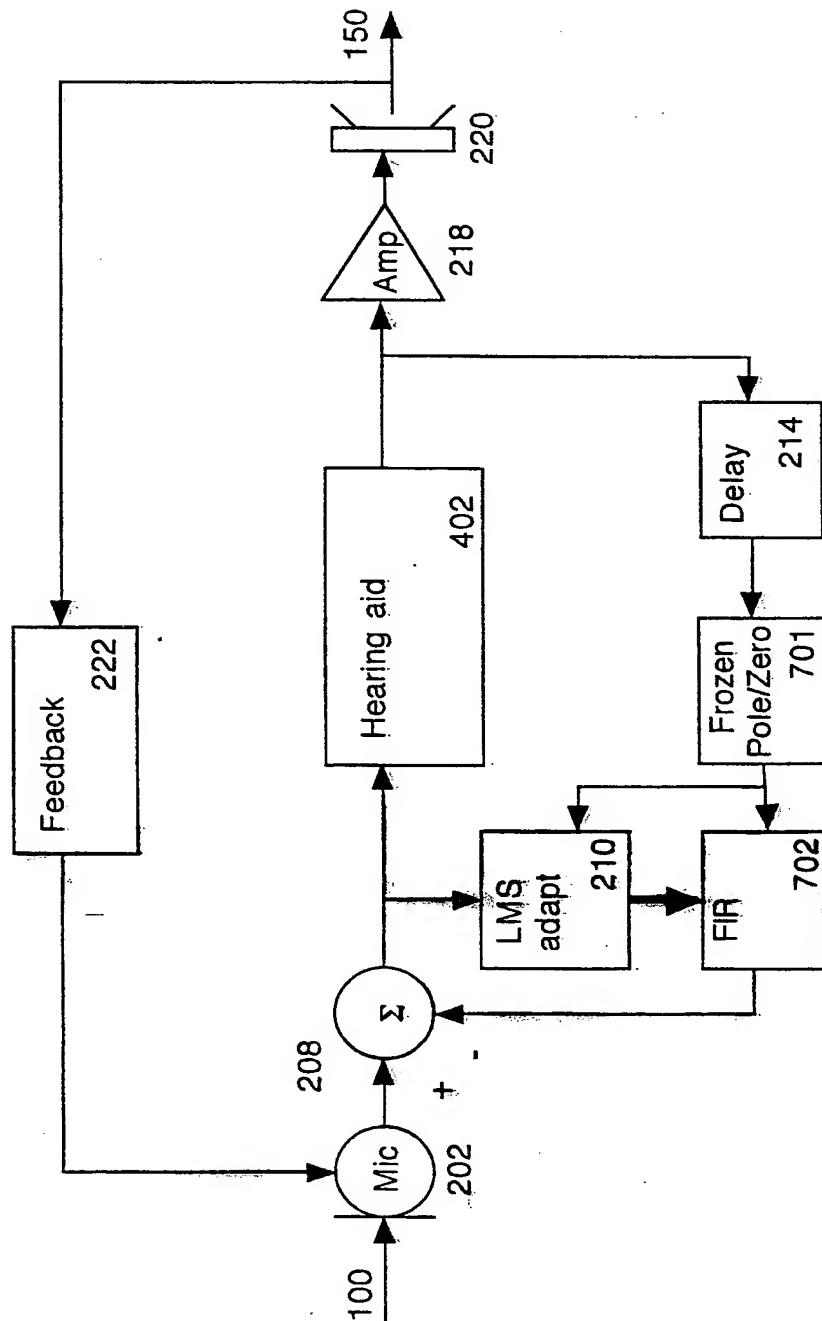 100
Mic
202
208
Σ
+
-
Feedback
222
Hearing aid
402
Amp
218
220
150
LMS
adapt
210
FIR
702
Frozen
Pole/Zero
701
Delay
214